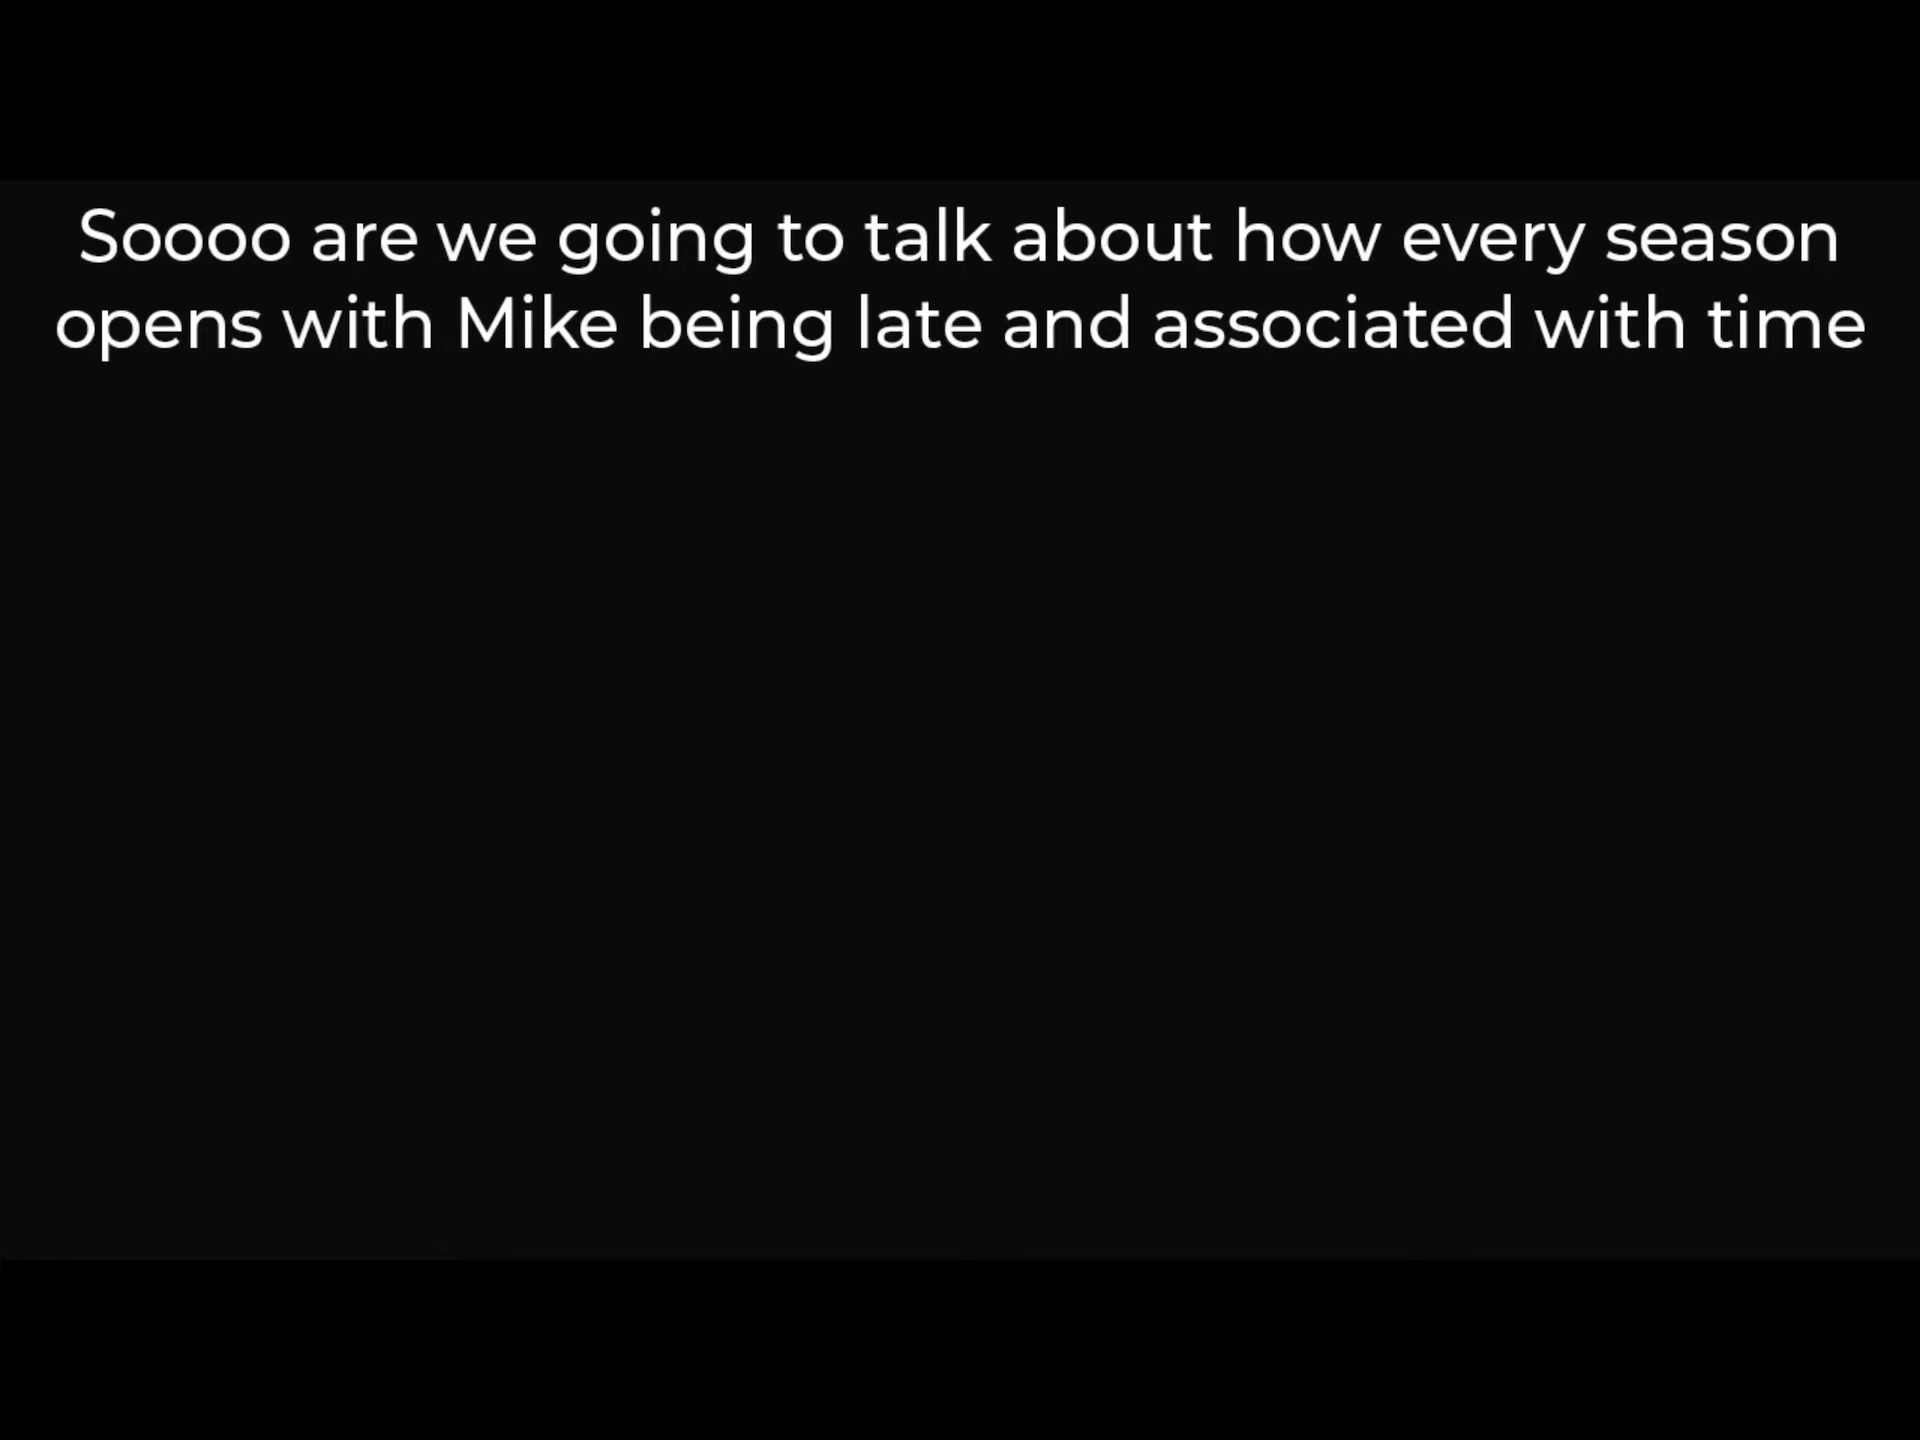 Soooo are we going to talk about how every season
opens with Mike being late and associated with time